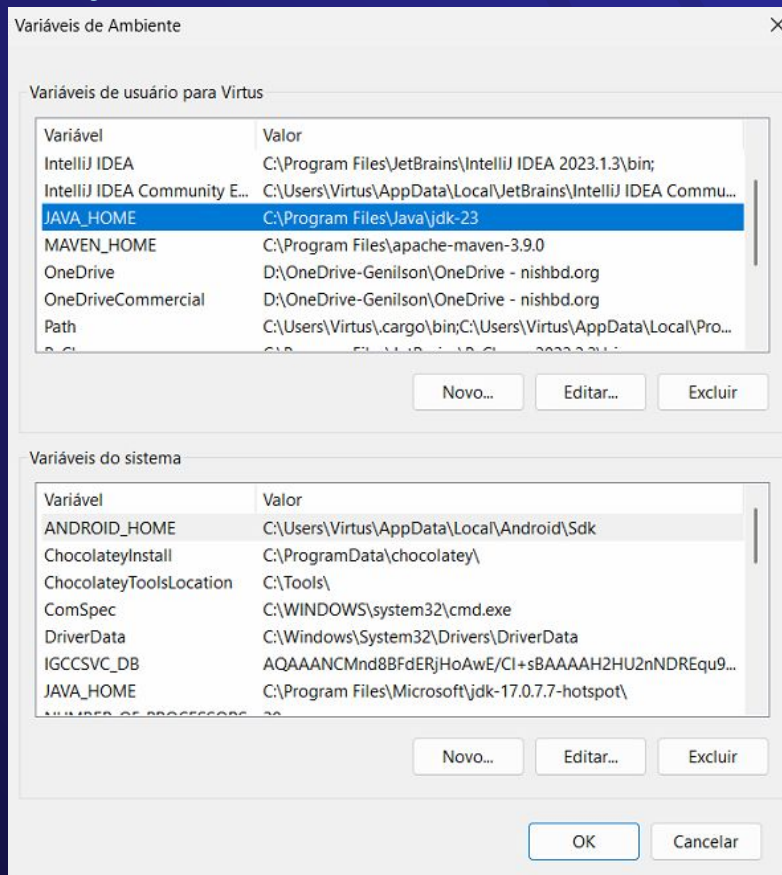 Variáveis de Ambiente
Variáveis de usuário para Virtus
Variável Valor
IntelliJ IDEA C:\Program Files\JetBrains\IntelliJ IDEA 2023.1.3\bin;
IntelliJ IDEA Community E... C:\Users\Virtus\AppData\Local\JetBrains\IntelliJ IDEA Commu...
JAVA_HOME C:\Program Files\Java\jdk-23
MAVEN_HOME C:\Program Files\apache-maven-3.9.0
OneDrive D:\OneDrive-Genilson\OneDrive - nishbd.org
OneDriveCommercial D:\OneDrive-Genilson\OneDrive - nishbd.org
Path C:\Users\Virtus\.cargo\bin;C:\Users\Virtus\AppData\Local\Pro...
Novo... Editar... Excluir
Variáveis do sistema
Variável Valor
ANDROID_HOME C:\Users\Virtus\AppData\Local\Android\Sdk
ChocolateyInstall C:\ProgramData\chocolatey\
ChocolateyToolsLocation C:\Tools\
ComSpec C:\WINDOWS\system32\cmd.exe
DriverData C:\Windows\System32\Drivers\DriverData
IGCCSVC_DB AQAAANCMnd8BFdERjHoAwE/Cl+sBAAAAH2HU2nNDREqu9...
JAVA_HOME C:\Program Files\Microsoft\jdk-17.0.7.7-hotspot\
Novo... Editar... Excluir
OK Cancelar